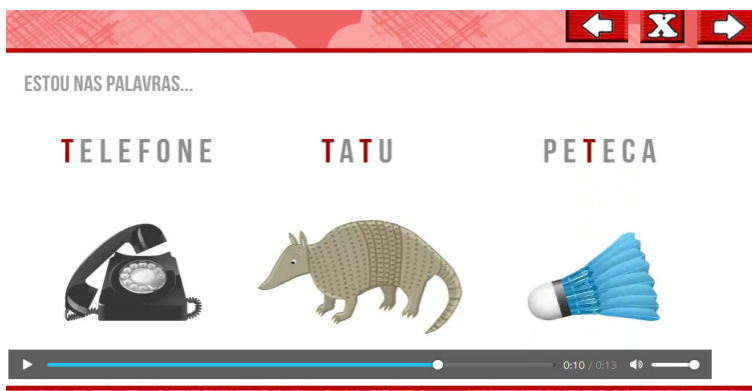 X
ESTOU NAS PALAVRAS...
TELEFONE TATU PETECA
0:10 / 0:13